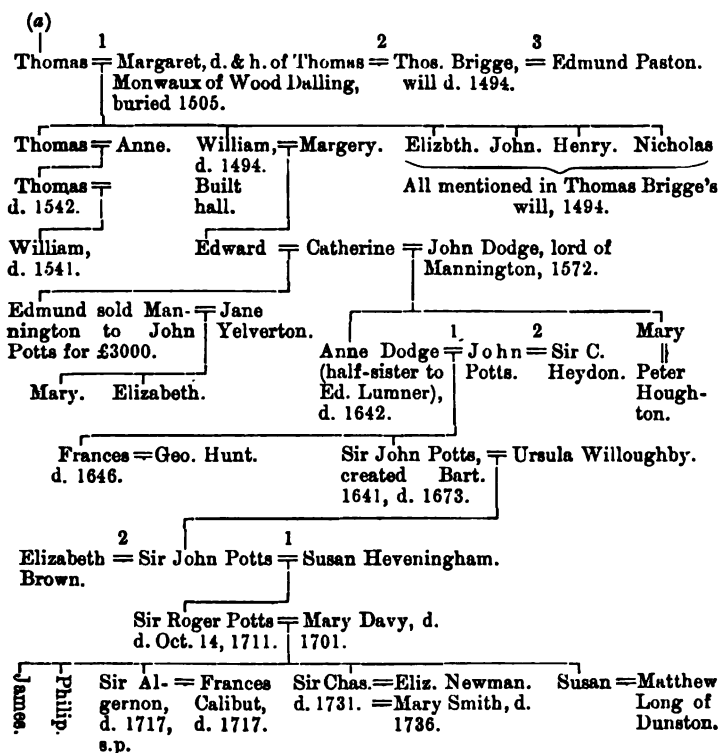 (a)
1 2 3
Thomas = Margaret, d. & h. of Thomas = Thos. Brigge, = Edmund Paston.
Monwaux of Wood Dalling, will d. 1494.
buried 1505.
Thomas = Anne. William, = Margery. Elizbth. John. Henry. Nicholas
d. 1494.
Thomas = Built All mentioned in Thomas Brigge's
d. 1542. hall. will, 1494.
William, Edward = Catherine = John Dodge, lord of
d. 1541. Mannington, 1572.
Edmund sold Man- = Jane
nington to John Yelverton.
Potts for £3000.
Mary. Elizabeth.
1 2 Mary
Anne Dodge = John = Sir C. ||
(half-sister to Potts. Heydon. Peter
Ed. Lumner), Hough-
d. 1642. ton.
Frances = Geo. Hunt. Sir John Potts, = Ursula Willoughby.
d. 1646. created Bart.
1641, d. 1673.
2 1
Elizabeth = Sir John Potts = Susan Heveningham.
Brown.
Sir Roger Potts = Mary Davy, d.
d. Oct. 14, 1711. 1701.
James.
Philip.
Sir Al- = Frances Sir Chas. = Eliz. Newman. Susan = Matthew
gernon, Calibut, d. 1731. = Mary Smith, d. Long of
d. 1717, d. 1717. 1736. Dunston.
s.p.